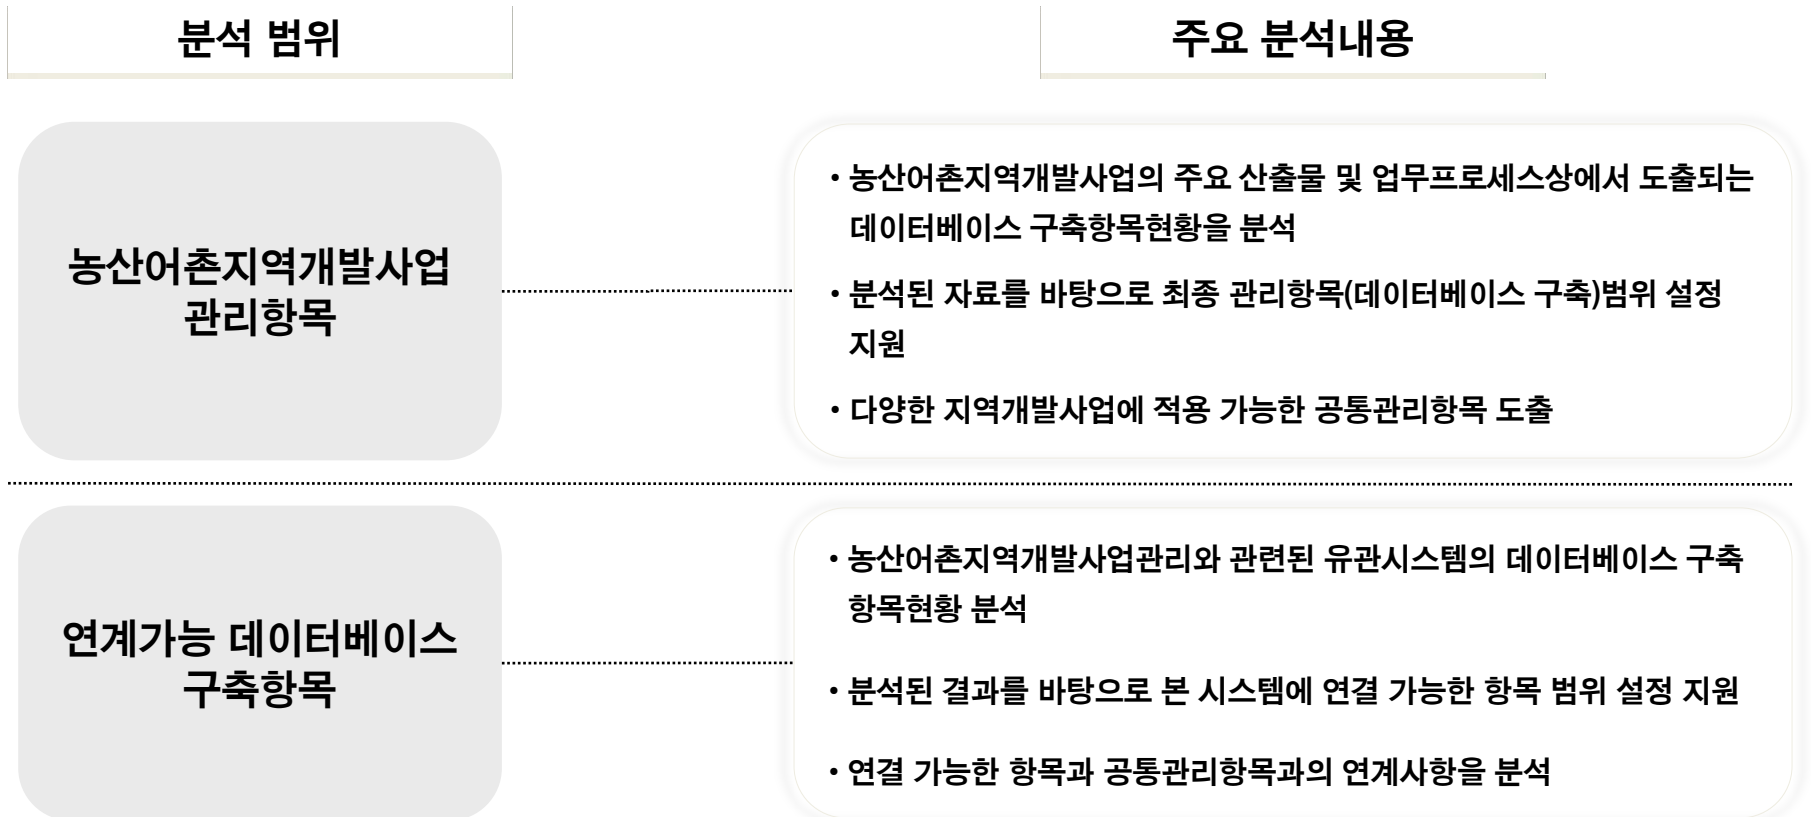 분석 범위
주요 분석내용
농산어촌지역개발사업
관리항목
• 농산어촌지역개발사업의 주요 산출물 및 업무프로세스상에서 도출되는
데이터베이스 구축항목현황을 분석
• 분석된 자료를 바탕으로 최종 관리항목(데이터베이스 구축)범위 설정
지원
• 다양한 지역개발사업에 적용 가능한 공통관리항목 도출
연계가능 데이터베이스
구축항목
• 농산어촌지역개발사업관리와 관련된 유관시스템의 데이터베이스 구축
항목현황 분석
• 분석된 결과를 바탕으로 본 시스템에 연결 가능한 항목 범위 설정 지원
• 연결 가능한 항목과 공통관리항목과의 연계사항을 분석